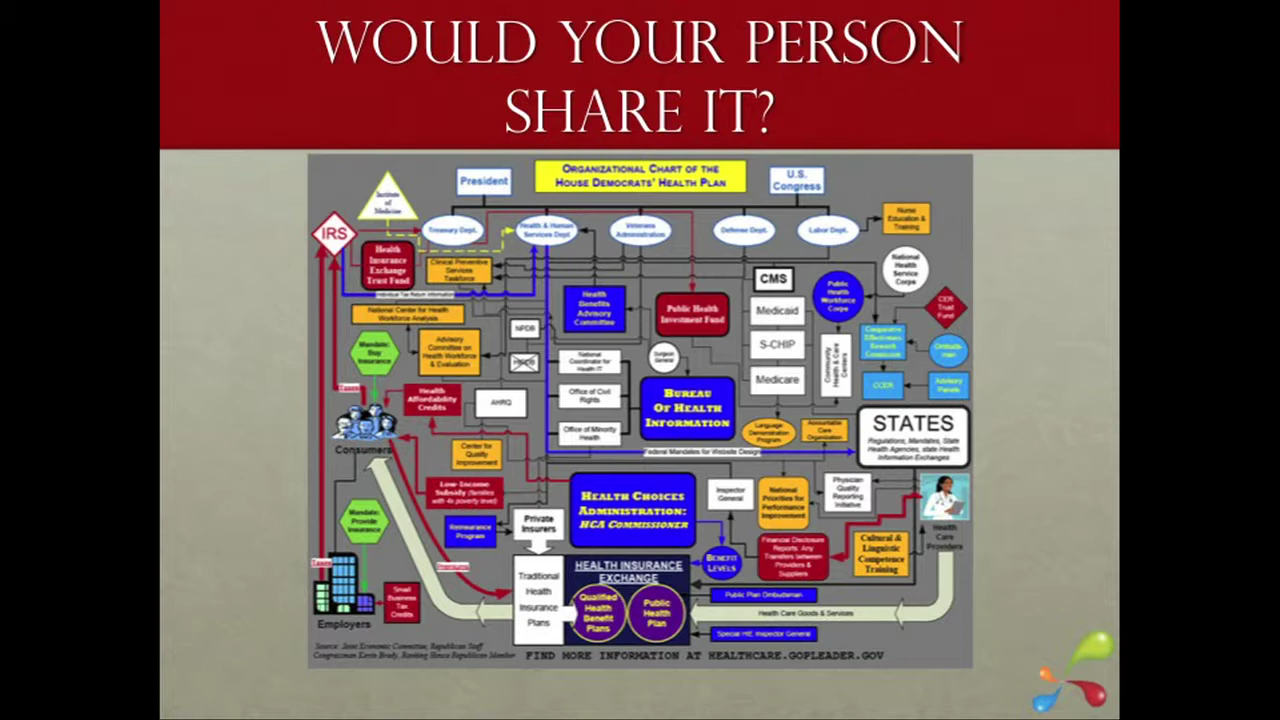 WOULD YOUR PERSON
SHARE IT?
ORGANIZATIONAL CHART OF THE
HOUSE DEMOCRATS' HEALTH PLAN
President
U.S.
Congress
Institute
of
Medicine
IRS
Treasury Dept.
Health & Human
Services Dept.
Veterans
Administration
Defense Dept.
Labor Dept.
Nurse
Education &
Training
Health
Insurance
Exchange
Trust Fund
Clinical Preventive
Services
Taskforce
Individual Tax Return Information
CMS
National
Health
Service
Corps
Public
Health
Workforce
Corps
CER
Trust
Fund
National Center for Health
Workforce Analysis
Health
Benefits
Advisory
Committee
Public Health
Investment Fund
Medicaid
S-CHIP
Medicare
Mandate:
Buy
Insurance
Advisory
Committee on
Health Workforce
& Evaluation
NPDB
National
Coordinator for
Health IT
Surgeon
General
Community
Health & Care
Centers
Comparative
Effectiveness
Research
Commission
Ombuds-
man
CCER
Advisory
Panels
Taxes
Health
Affordability
Credits
AHRQ
Office of Civil
Rights
Office of Minority
Health
BUREAU
OF HEALTH
INFORMATION
Language
Demonstration
Program
Accountable
Care
Organization
STATES
Regulations, Mandates, State
Health Agencies, state Health
Information Exchanges
Consumers
Center for
Quality
Improvement
Federal Mandates for Website Design
Low-Income
Subsidy (families
with 4x poverty level)
HEALTH CHOICES
ADMINISTRATION:
HCA COMMISSIONER
Inspector
General
National
Priorities for
Performance
Improvement
Physician
Quality
Reporting
Initiative
Health
Care
Providers
Mandate:
Provide
Insurance
Reinsurance
Program
Private
Insurers
Financial Disclosure
Reports: Any
Transfers between
Providers &
Suppliers
Cultural &
Linguistic
Competence
Training
BENEFIT
LEVELS
Taxes
Traditional
Health
Insurance
Plans
HEALTH INSURANCE
EXCHANGE
Qualified
Health
Benefit
Plans
Public
Health
Plan
Public Plan Ombudsman
Health Care Goods & Services
Special HIE Inspector General
Small
Business
Tax
Credits
Employers
Source: Joint Economic Committee, Republican Staff
Congressman Kevin Brady, Ranking House Republican Member
FIND MORE INFORMATION AT HEALTHCARE.GOPLEADER.GOV